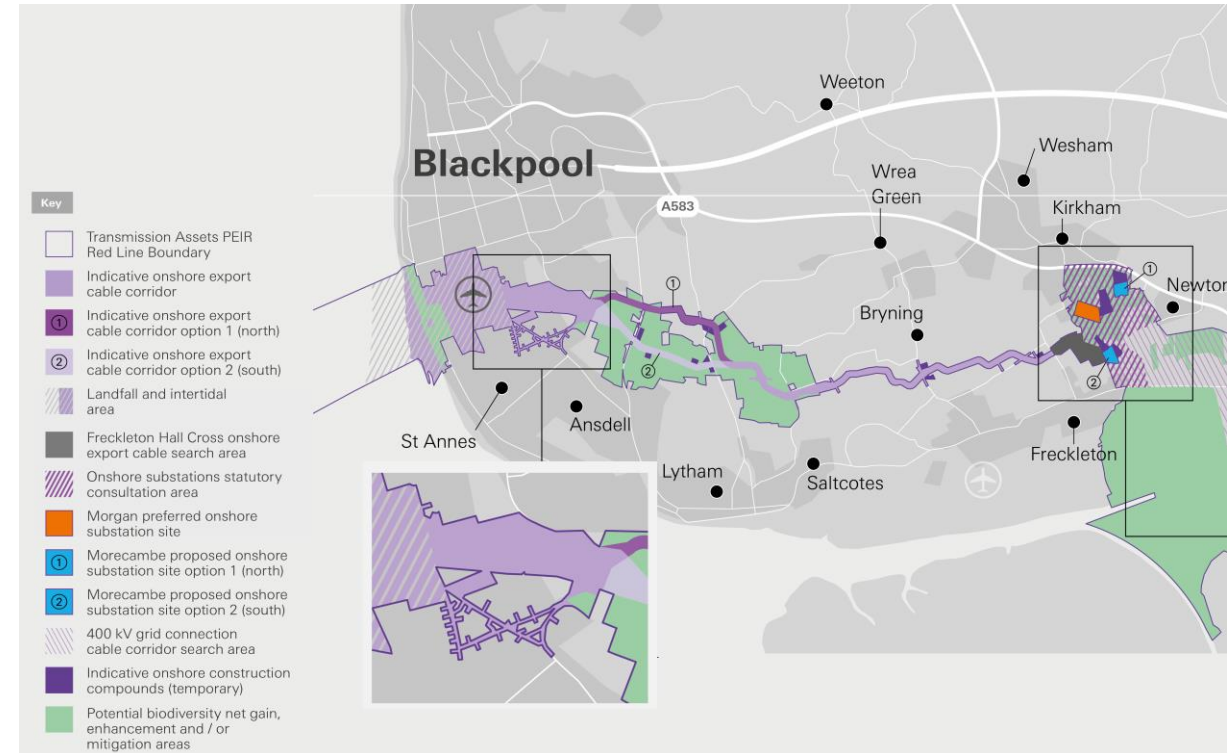 Weeton
Blackpool
Wesham
Wrea
Green
A583
Kirkham
Key
Transmission Assets PEIR
Red Line Boundary
Indicative onshore export
cable corridor
1
Indicative onshore export
cable corridor option 1 (north)
2
Indicative onshore export
cable corridor option 2 (south)
Landfall and intertidal
area
Freckleton Hall Cross onshore
export cable search area
Onshore substations statutory
consultation area
Morgan preferred onshore
substation site
1
Morecambe proposed onshore
substation site option 1 (north)
2
Morecambe proposed onshore
substation site option 2 (south)
400 kV grid connection
cable corridor search area
Indicative onshore construction
compounds (temporary)
Potential biodiversity net gain,
enhancement and / or
mitigation areas
1
1
Newton
Bryning
2
2
St Annes
Ansdell
Freckleton
Lytham
Saltcotes